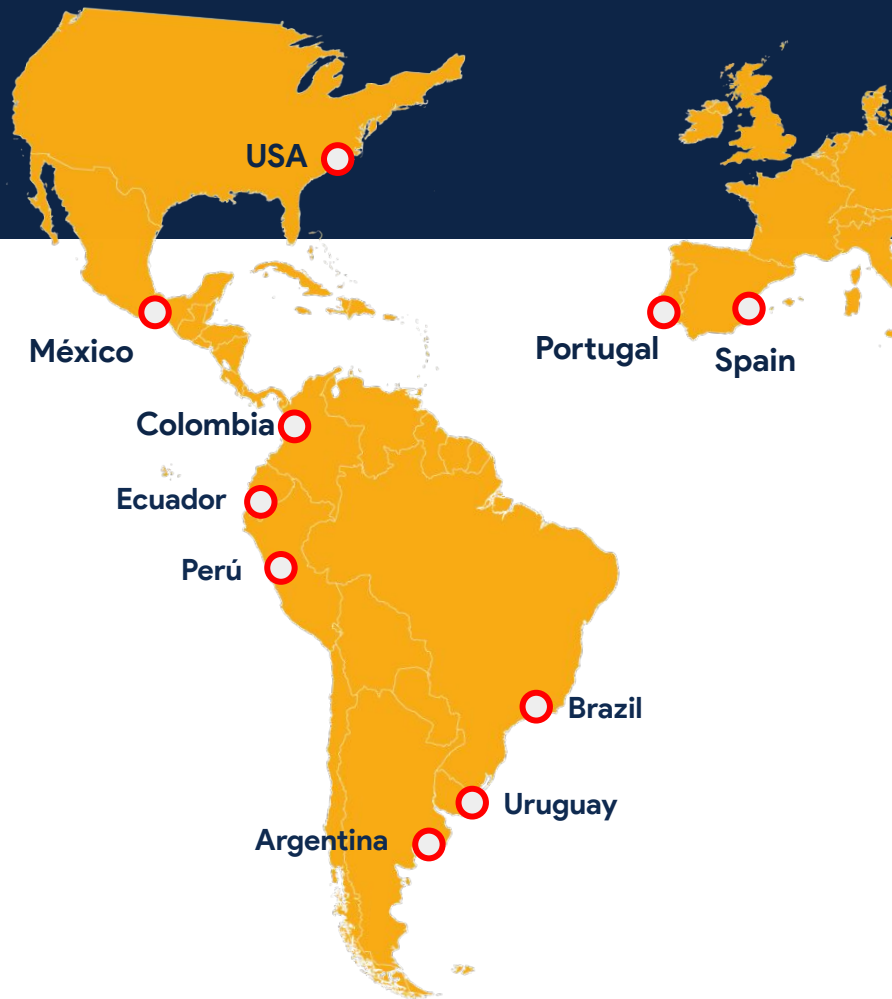 USA
México
Portugal
Spain
Colombia
Ecuador
Perú
Brazil
Uruguay
Argentina